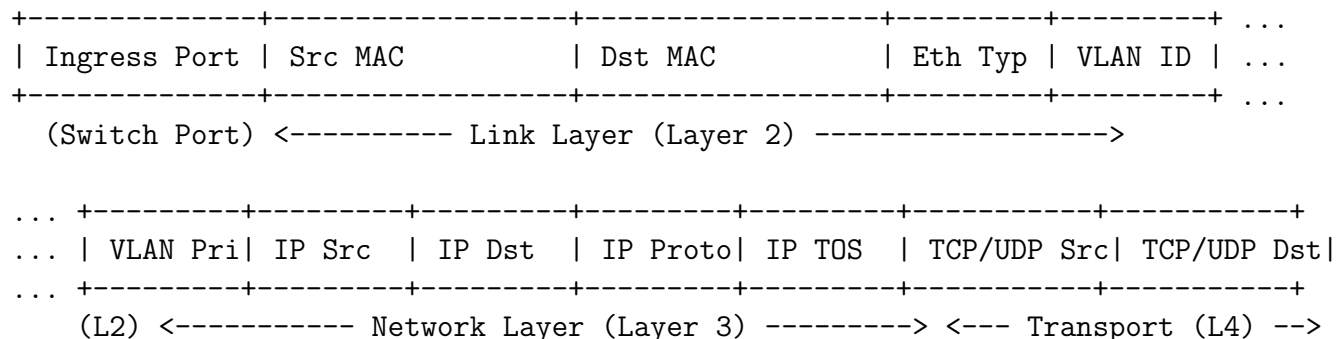 +--------------+------------------+------------------+---------+---------+ ...
| Ingress Port | Src MAC          | Dst MAC          | Eth Typ | VLAN ID | ...
+--------------+------------------+------------------+---------+---------+ ...
  (Switch Port) <---------- Link Layer (Layer 2) ------------------>
... +---------+---------+---------+---------+---------+-----------+-----------+
... | VLAN Pri| IP Src  | IP Dst  | IP Proto| IP TOS  | TCP/UDP Src| TCP/UDP Dst|
... +---------+---------+---------+---------+---------+-----------+-----------+
    (L2) <----------- Network Layer (Layer 3) ---------> <--- Transport (L4) -->